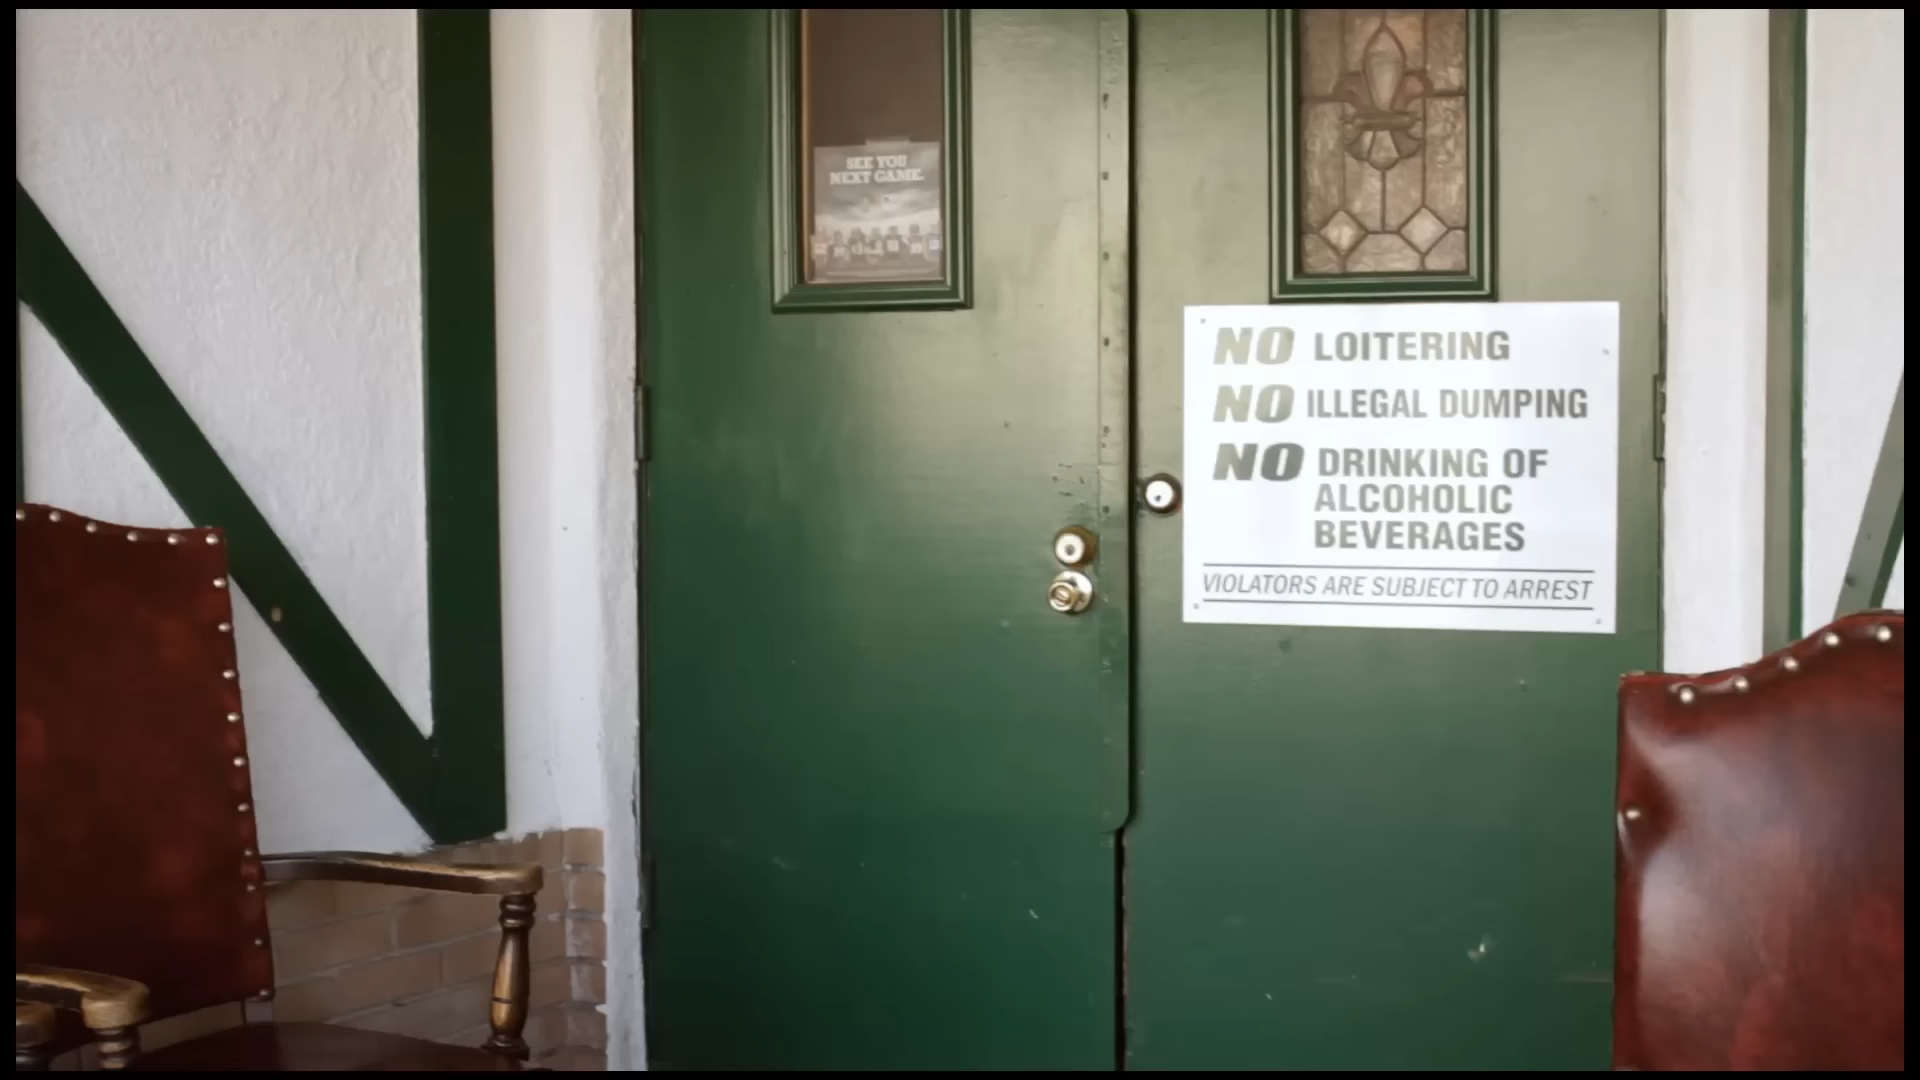 SEE YOU
NEXT GAME.
NO LOITERING
NO ILLEGAL DUMPING
NO DRINKING OF
ALCOHOLIC
BEVERAGES
VIOLATORS ARE SUBJECT TO ARREST